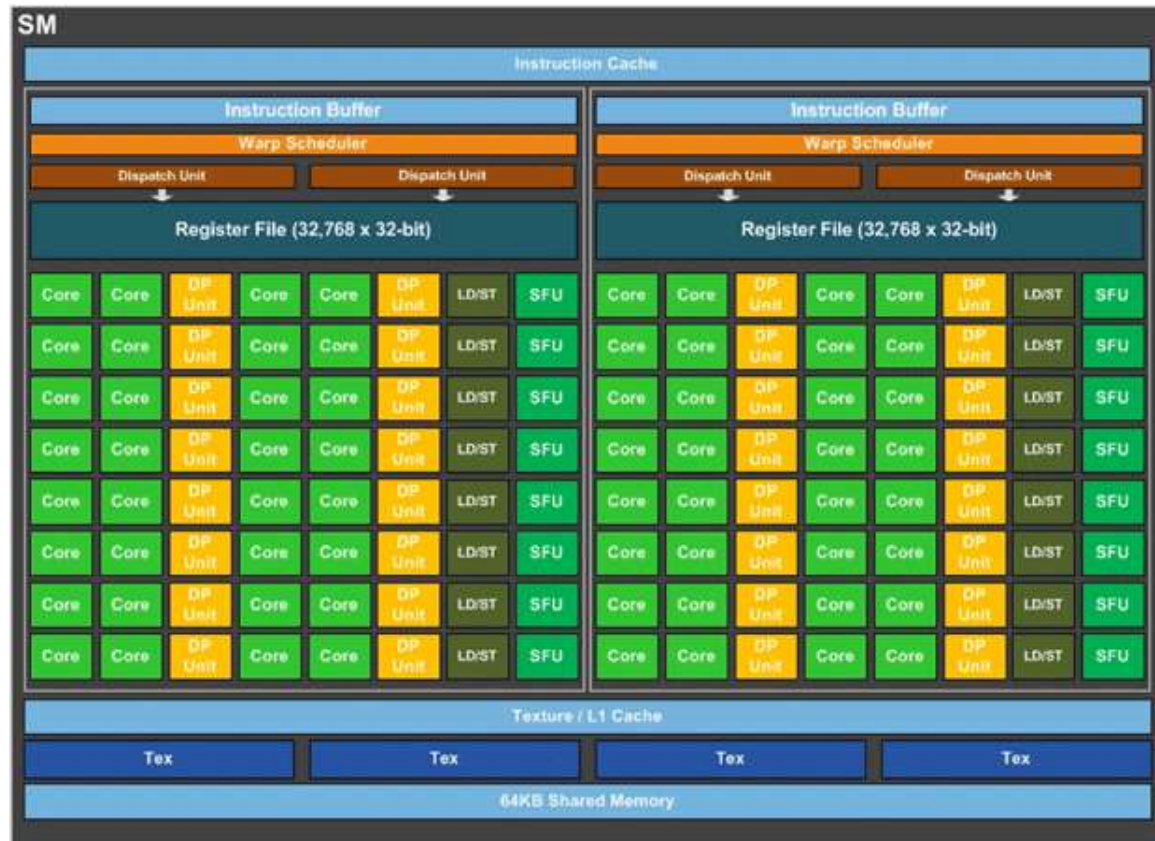 SM
Instruction Cache
Instruction Buffer Instruction Buffer
Warp Scheduler Warp Scheduler
Dispatch Unit Dispatch Unit Dispatch Unit Dispatch Unit
Register File (32,768 x 32-bit) Register File (32,768 x 32-bit)
Core Core DP Unit Core Core DP Unit LD/ST SFU Core Core DP Unit Core Core DP Unit LD/ST SFU
Core Core DP Unit Core Core DP Unit LD/ST SFU Core Core DP Unit Core Core DP Unit LD/ST SFU
Core Core DP Unit Core Core DP Unit LD/ST SFU Core Core DP Unit Core Core DP Unit LD/ST SFU
Core Core DP Unit Core Core DP Unit LD/ST SFU Core Core DP Unit Core Core DP Unit LD/ST SFU
Core Core DP Unit Core Core DP Unit LD/ST SFU Core Core DP Unit Core Core DP Unit LD/ST SFU
Core Core DP Unit Core Core DP Unit LD/ST SFU Core Core DP Unit Core Core DP Unit LD/ST SFU
Core Core DP Unit Core Core DP Unit LD/ST SFU Core Core DP Unit Core Core DP Unit LD/ST SFU
Core Core DP Unit Core Core DP Unit LD/ST SFU Core Core DP Unit Core Core DP Unit LD/ST SFU
Texture / L1 Cache
Tex Tex Tex Tex
64KB Shared Memory